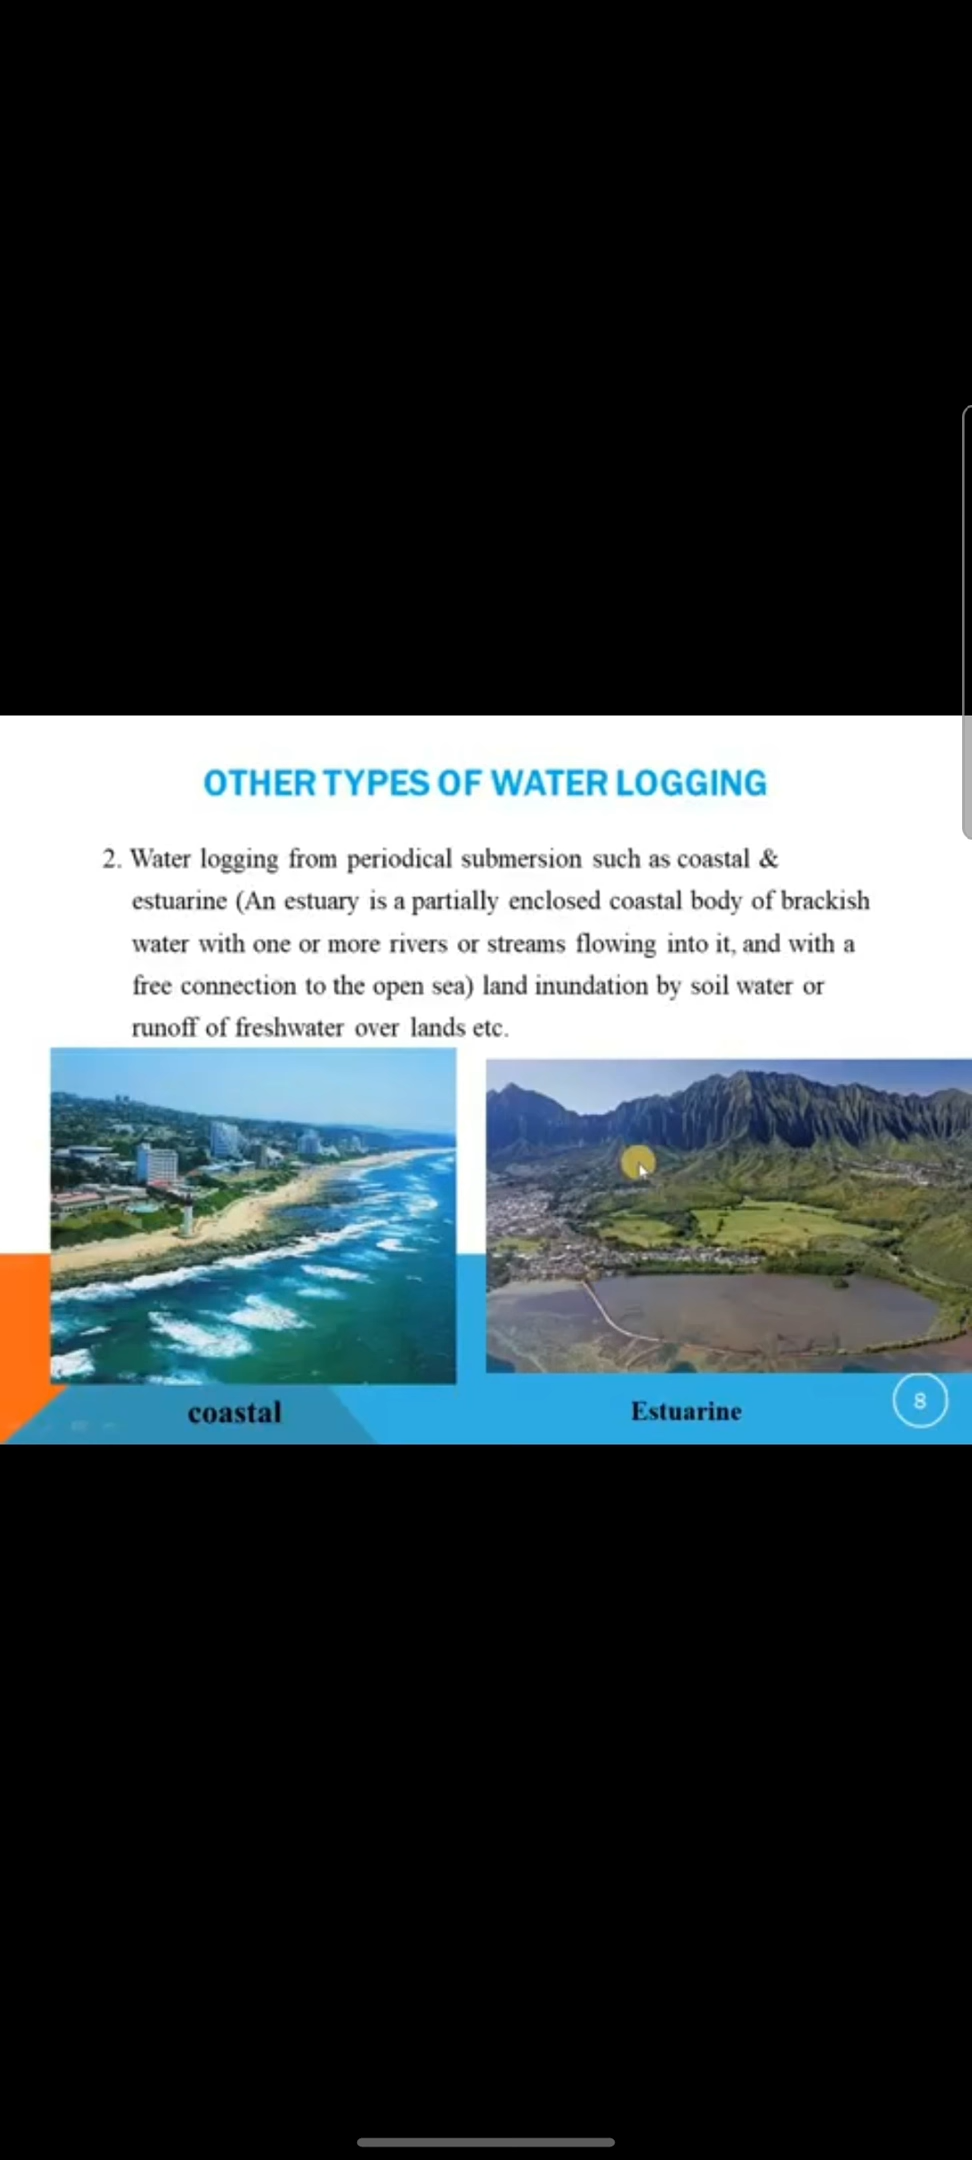 OTHER TYPES OF WATER LOGGING
2. Water logging from periodical submersion such as coastal &
estuarine (An estuary is a partially enclosed coastal body of brackish
water with one or more rivers or streams flowing into it, and with a
free connection to the open sea) land inundation by soil water or
runoff of freshwater over lands etc.
coastal
Estuarine
8